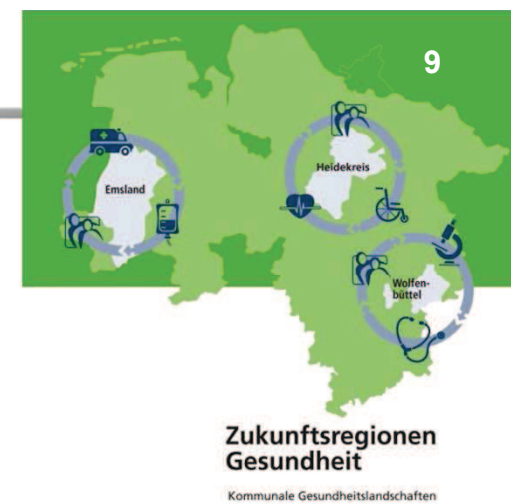 9
Heidekreis
Emsland
Wolfen-
büttel
Zukunftsregionen
Gesundheit
Kommunale Gesundheitslandschaften